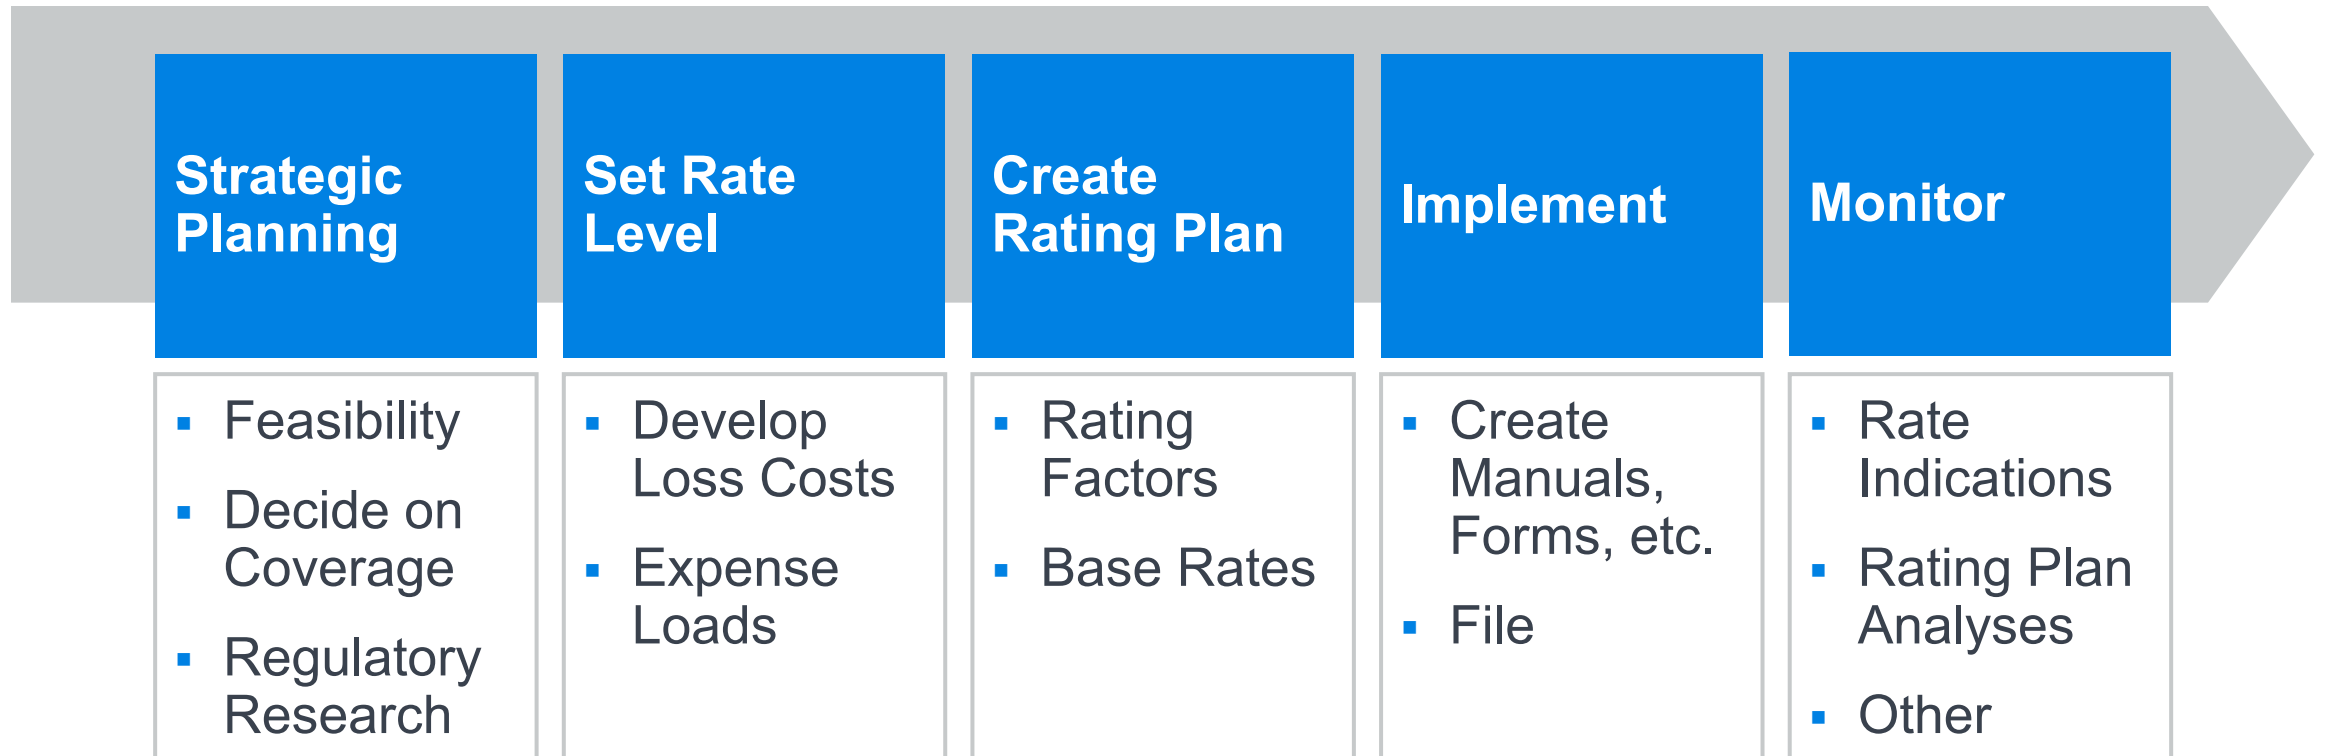 Strategic
Planning
Set Rate
Level
Create
Rating Plan
Implement
Monitor
▪ Feasibility
▪ Decide on
Coverage
▪ Regulatory
Research
▪ Develop
Loss Costs
▪ Expense
Loads
▪ Rating
Factors
▪ Base Rates
▪ Create
Manuals,
Forms, etc.
▪ File
▪ Rate
Indications
▪ Rating Plan
Analyses
▪ Other